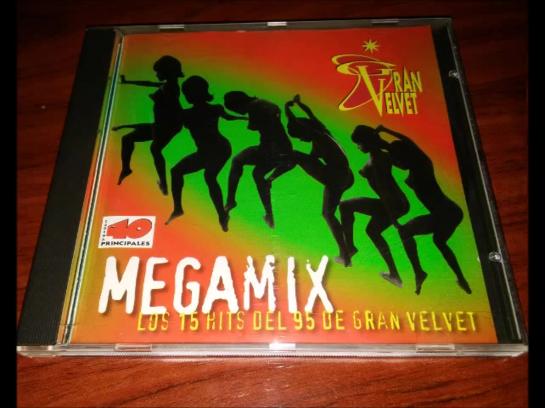 GRAN
VELVET
40
PRINCIPALES
MEGAMIX
LOS 15 HITS DEL 95 DE GRAN VELVET